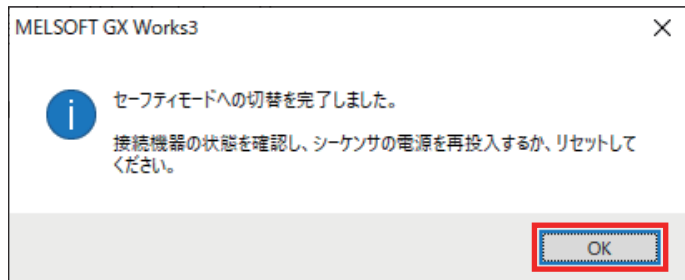 MELSOFT GX Works3
セーフティモードへの切替を完了しました。
接続機器の状態を確認し、シーケンサの電源を再投入するか、リセットして
ください。
OK